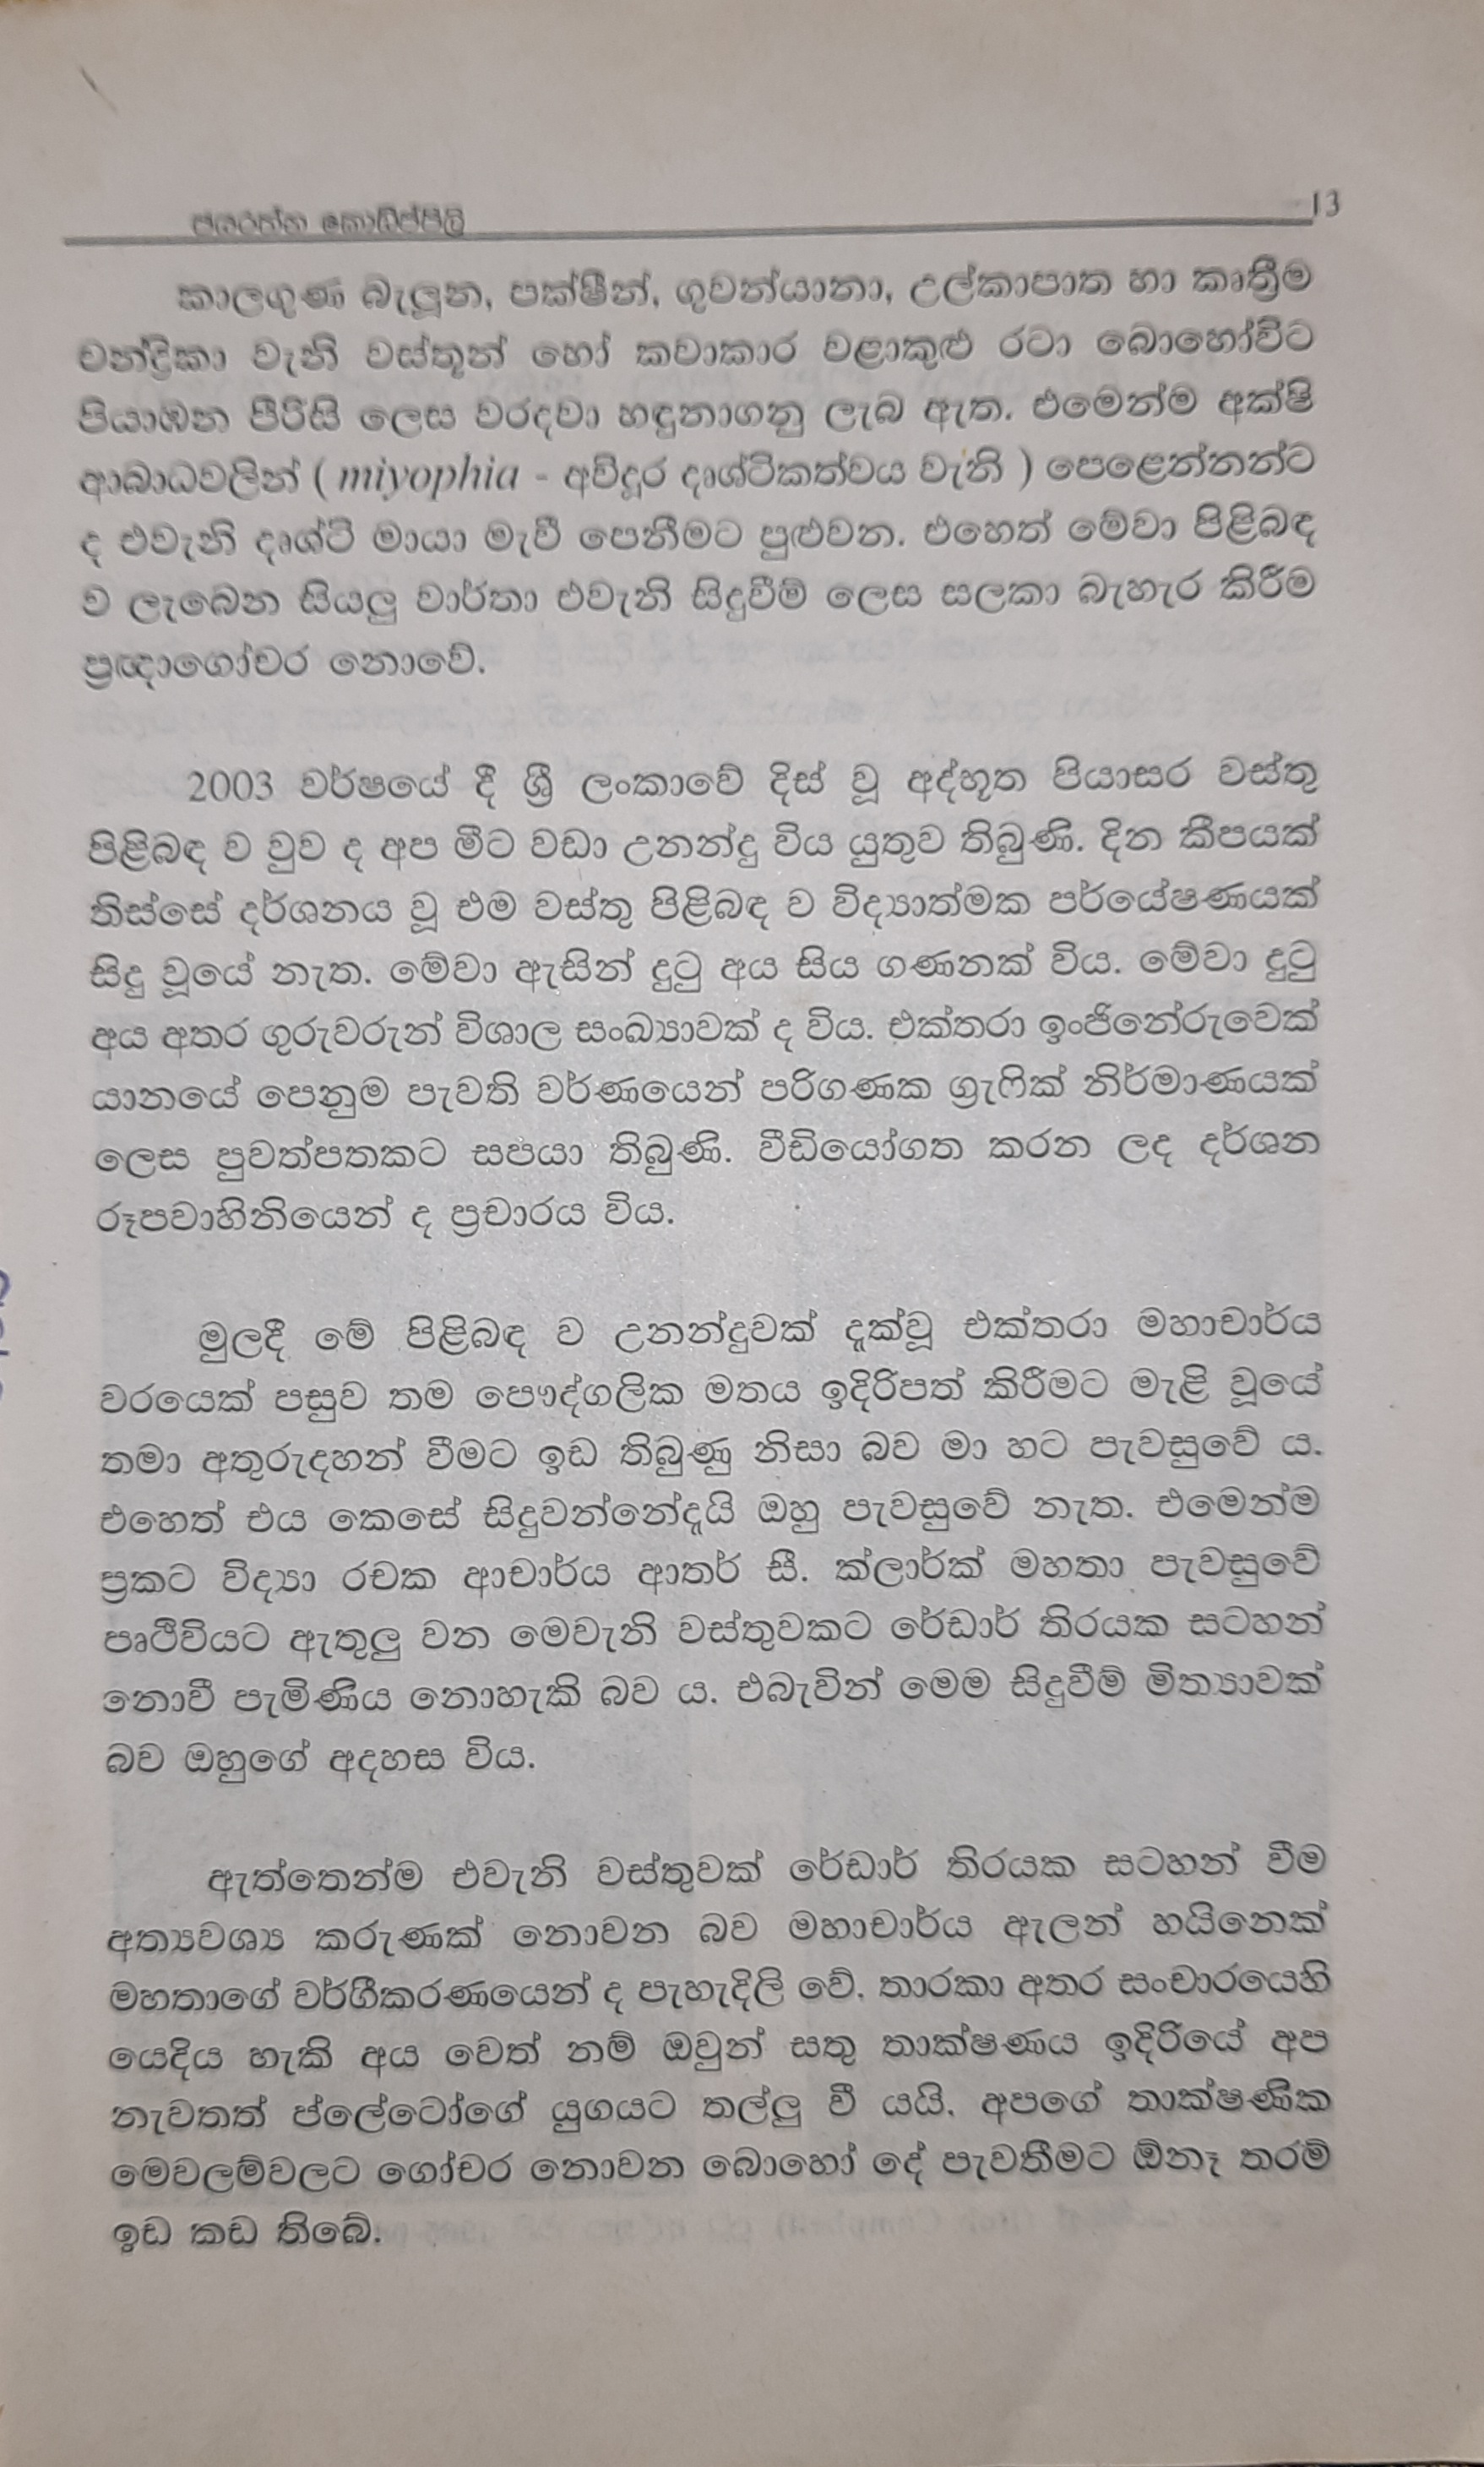 13
කාලගුණ බැලූන, පක්ෂීන්, ගුවන්යානා, උල්කාපාත හා කෘත්‍රීම
චන්ද්‍රිකා වැනි වස්තූන් හෝ කවාකාර වළාකුළු රටා බොහෝවිට
පියාඹන පීරිසි ලෙස වරදවා හඳුනාගනු ලැබ ඇත. එමෙන්ම අක්ෂි
ආබාධවලින් ( miyophia - අවිදූර දෘශ්ටිකත්වය වැනි ) පෙළෙන්නන්ට
ද එවැනි දෘශ්ටි මායා මැවී පෙනීමට පුළුවන. එහෙත් මේවා පිළිබඳ
ව ලැබෙන සියලු වාර්තා එවැනි සිදුවීම් ලෙස සලකා බැහැර කිරීම
ප්‍රඥාගෝචර නොවේ.
2003 වර්ෂයේ දී ශ්‍රී ලංකාවේ දිස් වූ අද්භූත පියාසර වස්තු
පිළිබඳ ව වුව ද අප මීට වඩා උනන්දු විය යුතුව තිබුණි. දින කීපයක්
තිස්සේ දර්ශනය වූ එම වස්තු පිළිබඳ ව විද්‍යාත්මක පර්යේෂණයක්
සිදු වූයේ නැත. මේවා ඇසින් දුටු අය සිය ගණනක් විය. මේවා දුටු
අය අතර ගුරුවරුන් විශාල සංඛ්‍යාවක් ද විය. එක්තරා ඉංජිනේරුවෙක්
යානයේ පෙනුම පැවති වර්ණයෙන් පරිගණක ග්‍රැෆික් නිර්මාණයක්
ලෙස පුවත්පතකට සපයා තිබුණි. වීඩියෝගත කරන ලද දර්ශන
රූපවාහිනියෙන් ද ප්‍රචාරය විය.
මුලදී මේ පිළිබඳ ව උනන්දුවක් දැක්වූ එක්තරා මහාචාර්ය
වරයෙක් පසුව තම පෞද්ගලික මතය ඉදිරිපත් කිරීමට මැළි වූයේ
තමා අතුරුදහන් වීමට ඉඩ තිබුණු නිසා බව මා හට පැවසුවේ ය.
එහෙත් එය කෙසේ සිදුවන්නේදැයි ඔහු පැවසුවේ නැත. එමෙන්ම
ප්‍රකට විද්‍යා රචක ආචාර්ය ආතර් සී. ක්ලාර්ක් මහතා පැවසුවේ
පෘථිවියට ඇතුලු වන මෙවැනි වස්තුවකට රේඩාර් තිරයක සටහන්
නොවී පැමිණිය නොහැකි බව ය. එබැවින් මෙම සිදුවීම් මිත්‍යාවක්
බව ඔහුගේ අදහස විය.
ඇත්තෙන්ම එවැනි වස්තුවක් රේඩාර් තිරයක සටහන් වීම
අත්‍යවශ්‍ය කරුණක් නොවන බව මහාචාර්ය ඇලන් හයිනෙක්
මහතාගේ වර්ගීකරණයෙන් ද පැහැදිලි වේ. තාරකා අතර සංචාරයෙහි
යෙදිය හැකි අය වෙත් නම් ඔවුන් සතු තාක්ෂණය ඉදිරියේ අප
නැවතත් ප්ලේටෝගේ යුගයට තල්ලු වී යයි. අපගේ තාක්ෂණික
මෙවලම්වලට ගෝචර නොවන බොහෝ දේ පැවතීමට ඕනෑ තරම්
ඉඩ කඩ තිබේ.